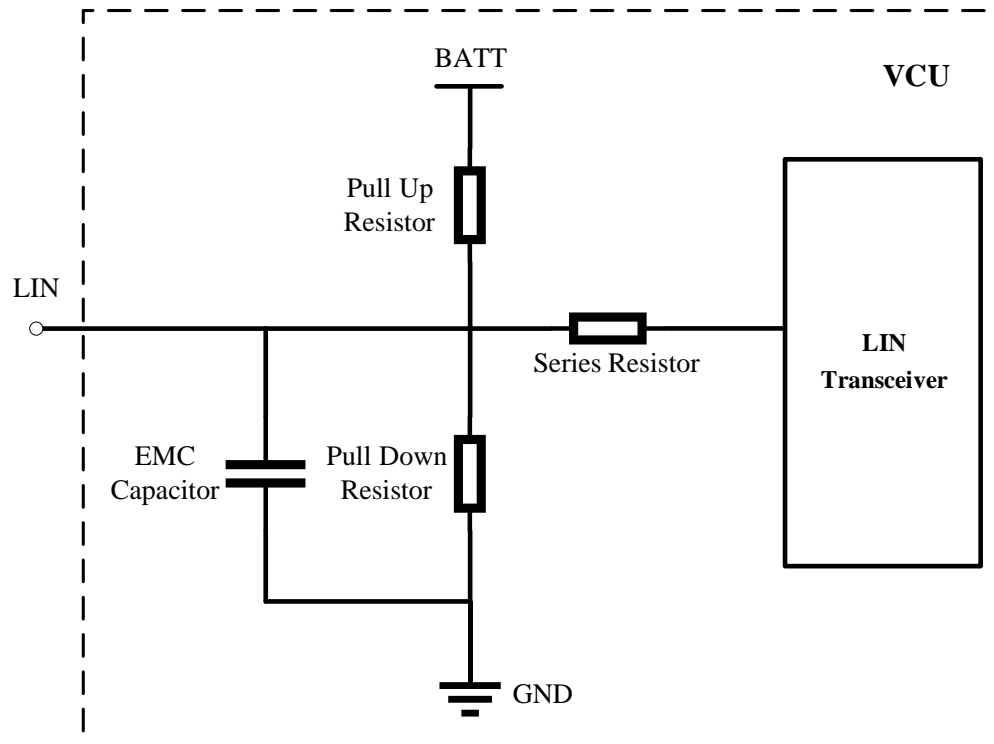 BATT
VCU
Pull Up
Resistor
LIN
Series Resistor
LIN
Transceiver
EMC
Capacitor
Pull Down
Resistor
GND